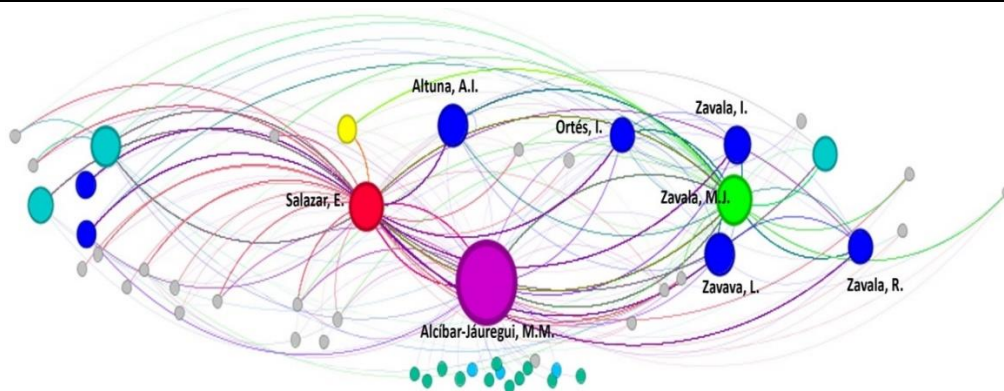 Altuna, A.I.
Zavala, I.
Ortés, I.
Salazar, E.
Zavala, M.J.
Zavava, L.
Zavala, R.
Alcíbar-Jáuregui, M.M.